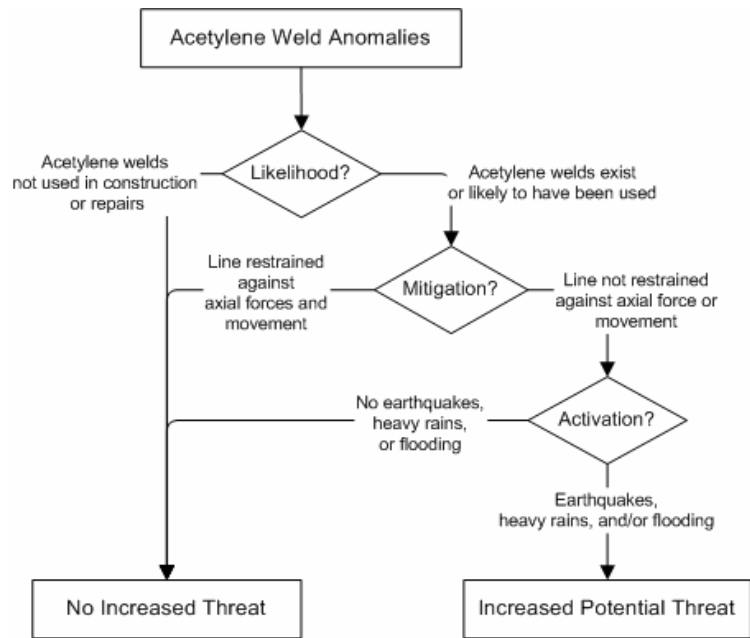 Acetylene Weld Anomalies
Acetylene welds
not used in construction
or repairs
Likelihood?
Acetylene welds exist
or likely to have been used
Line restrained
against
axial forces and
movement
Mitigation?
Line not restrained
against axial force or
movement
No earthquakes,
heavy rains,
or flooding
Activation?
Earthquakes,
heavy rains, and/or flooding
No Increased Threat
Increased Potential Threat